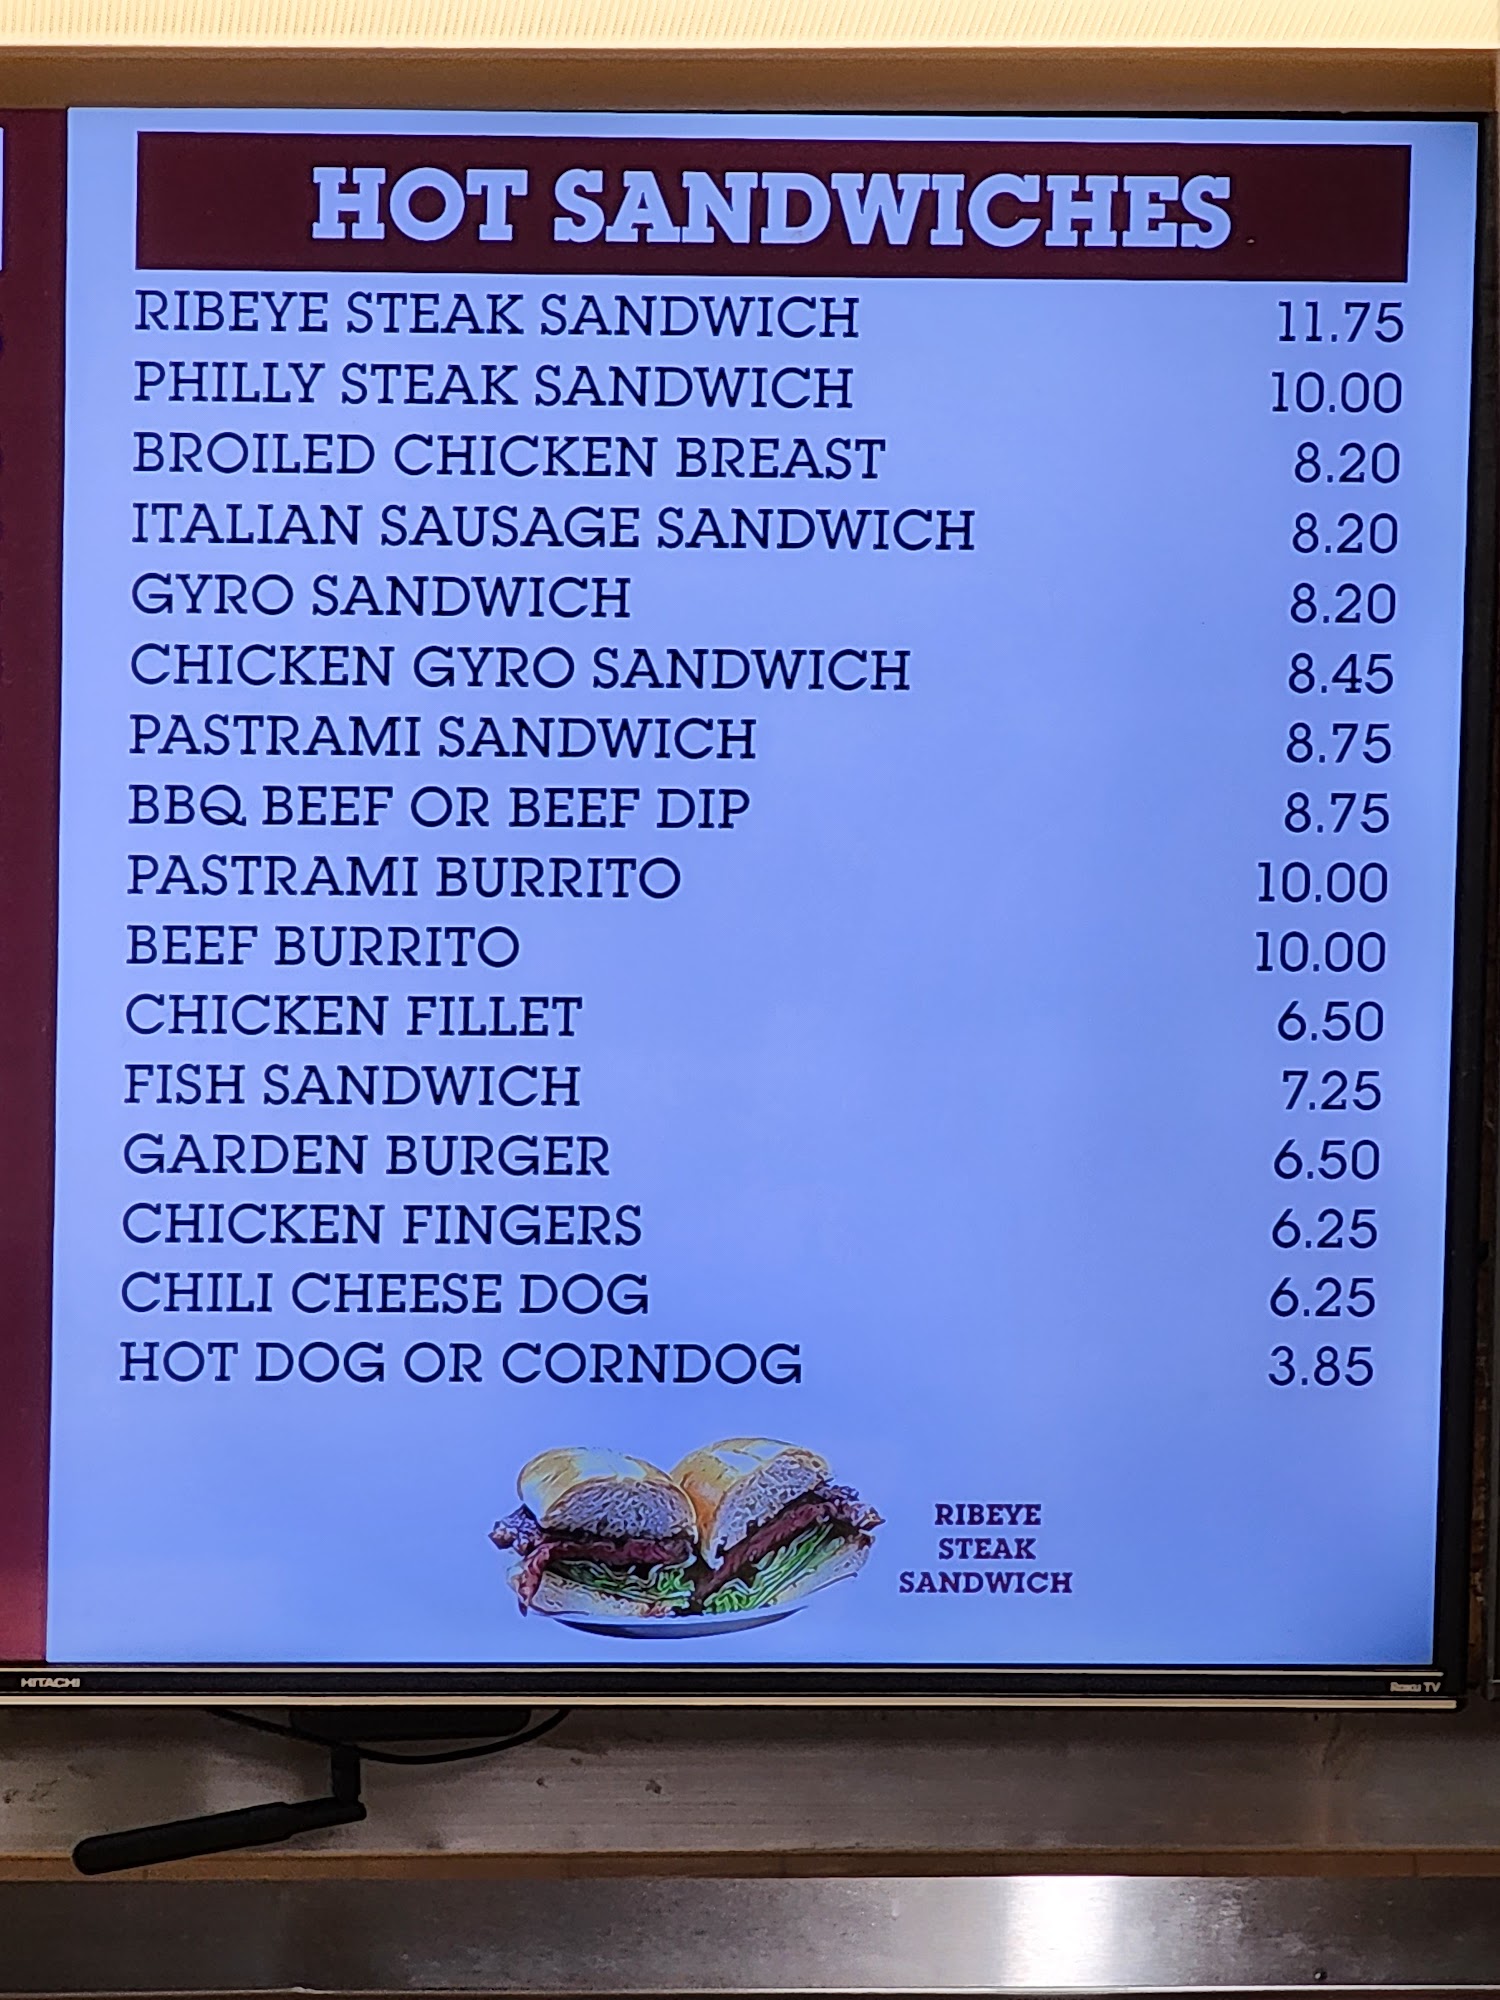 HOT SANDWICHES
RIBEYE STEAK SANDWICH 11.75
PHILLY STEAK SANDWICH 10.00
BROILED CHICKEN BREAST 8.20
ITALIAN SAUSAGE SANDWICH 8.20
GYRO SANDWICH 8.20
CHICKEN GYRO SANDWICH 8.45
PASTRAMI SANDWICH 8.75
BBQ BEEF OR BEEF DIP 8.75
PASTRAMI BURRITO 10.00
BEEF BURRITO 10.00
CHICKEN FILLET 6.50
FISH SANDWICH 7.25
GARDEN BURGER 6.50
CHICKEN FINGERS 6.25
CHILI CHEESE DOG 6.25
HOT DOG OR CORNDOG 3.85
RIBEYE
STEAK
SANDWICH
HITACHI
Roku TV